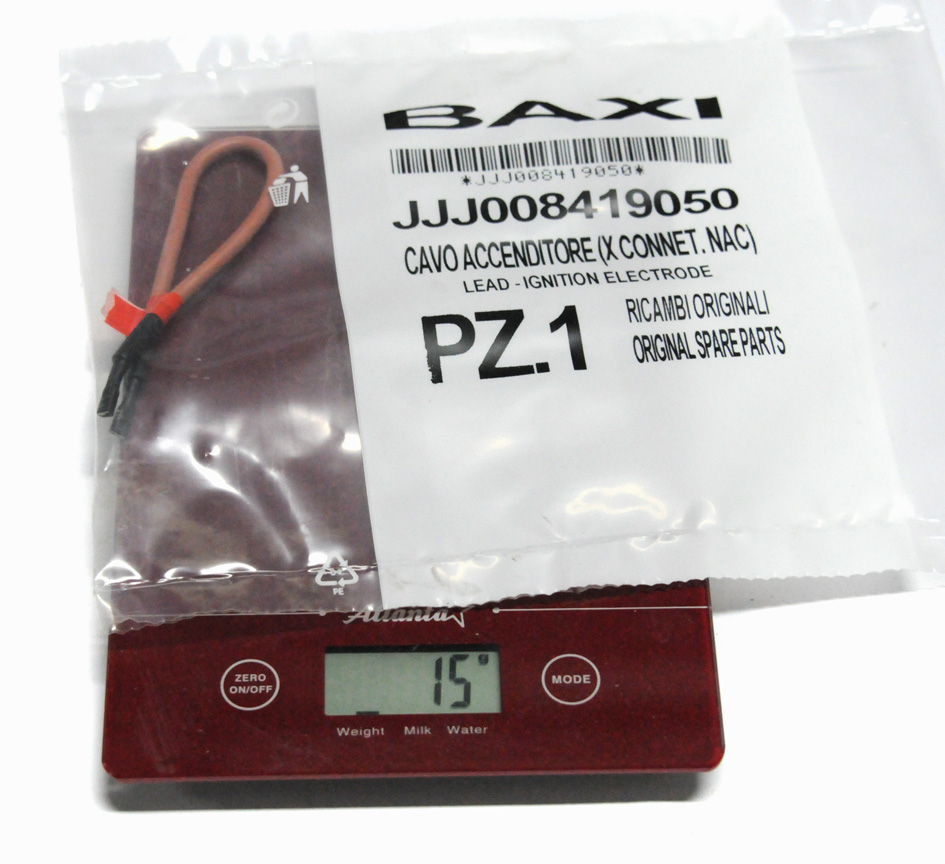 BAXI
*JJJ008419050*
JJJ008419050
CAVO ACCENDITORE (X CONNET. NAC)
LEAD - IGNITION ELECTRODE
PZ.1
RICAMBI ORIGINALI
ORIGINAL SPARE PARTS
PE
Atlanta
ZERO
ON/OFF
15 g
MODE
Weight Milk Water